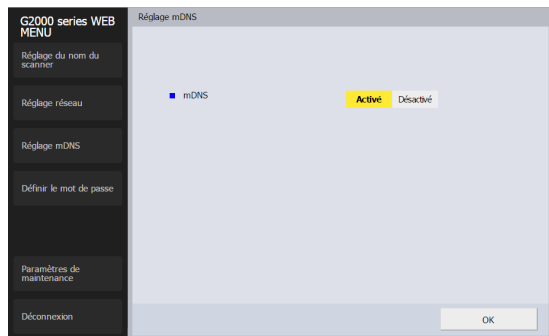 G2000 series WEB
MENU
Réglage du nom du
scanner
Réglage réseau
Réglage mDNS
Définir le mot de passe
Paramètres de
maintenance
Déconnexion
Réglage mDNS
mDNS
Activé Désactivé
OK